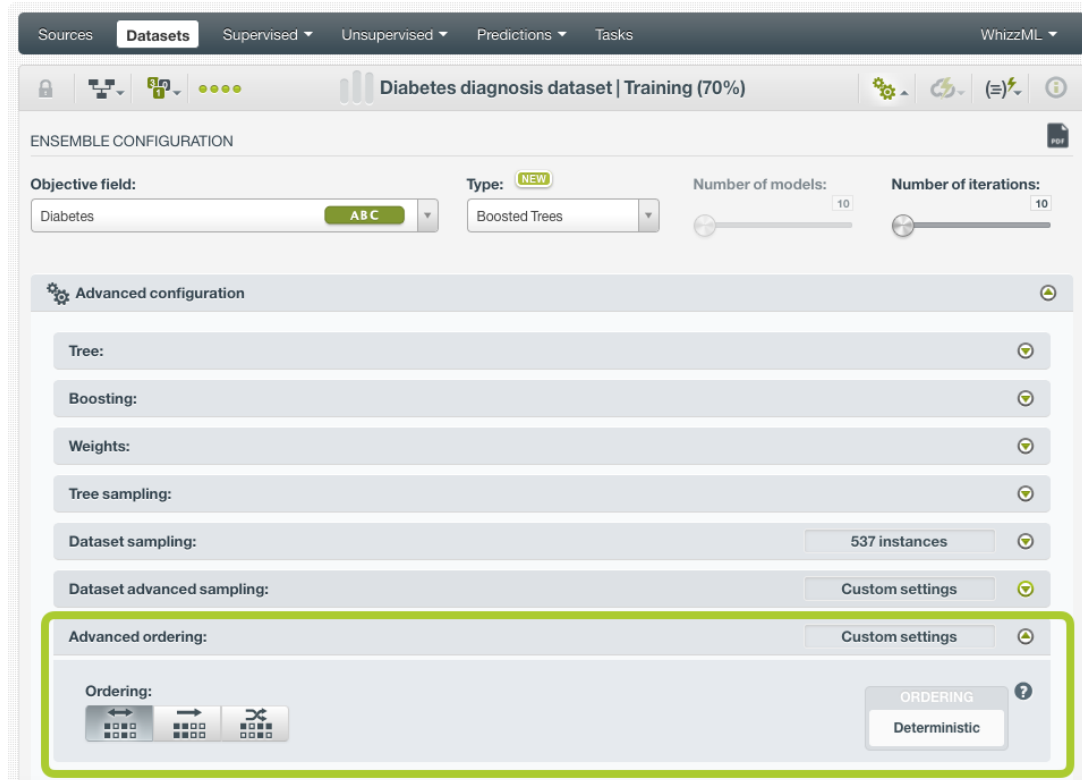 Sources Datasets Supervised Unsupervised Predictions Tasks WhizzML
Diabetes diagnosis dataset | Training (70%)
ENSEMBLE CONFIGURATION
PDF
Objective field: Type: NEW Number of models: Number of iterations:
10 10
Diabetes ABC Boosted Trees
Advanced configuration
Tree:
Boosting:
Weights:
Tree sampling:
Dataset sampling: 537 instances
Dataset advanced sampling: Custom settings
Advanced ordering: Custom settings
Ordering:
ORDERING
?
Deterministic